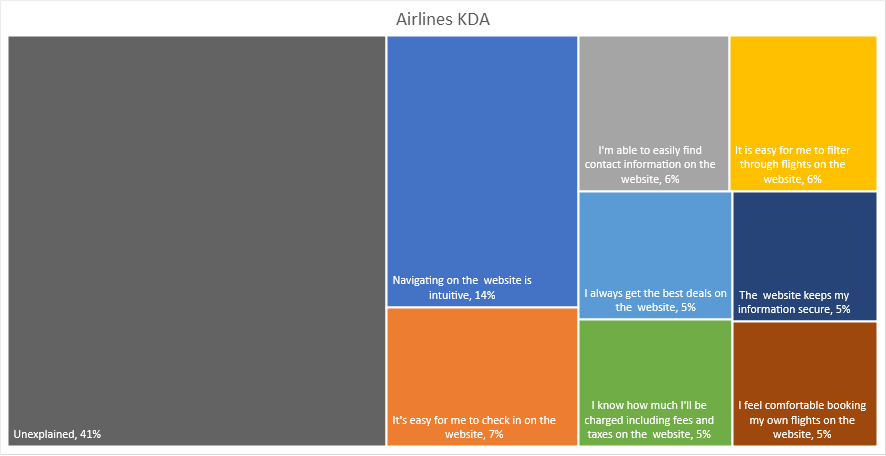 Airlines KDA
Unexplained, 41%
Navigating on the  website is
intuitive, 14%
It's easy for me to check in on the
website, 7%
I'm able to easily find
contact information on the
website, 6%
It is easy for me to filter
through flights on the
website, 6%
I always get the best deals on
the  website, 5%
The  website keeps my
information secure, 5%
I know how much I'll be
charged including fees and
taxes on the  website, 5%
I feel comfortable booking
my own flights on the
website, 5%